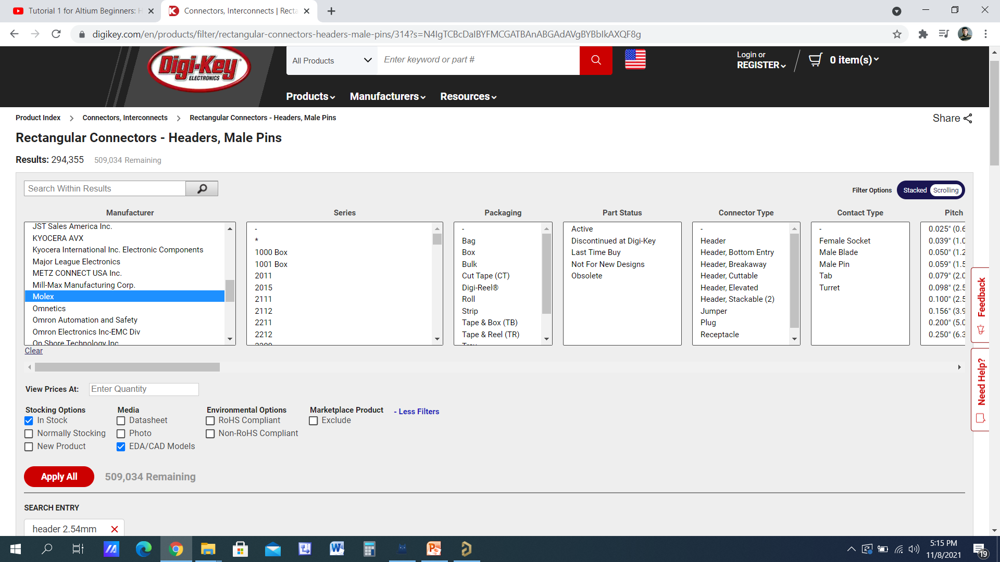 Tutorial 1 for Altium Beginners: H
Connectors, Interconnects | Recta
digikey.com/en/products/filter/rectangular-connectors-headers-male-pins/314?s=N4IgTCBcDaIBYFMCGATBAnABGAdAVgBYBbIkAXQF8g
Digi-Key
ELECTRONICS
All Products
Enter keyword or part #
Login or
REGISTER
0 item(s)
Products
Manufacturers
Resources
Product Index > Connectors, Interconnects > Rectangular Connectors - Headers, Male Pins
Share
Rectangular Connectors - Headers, Male Pins
Results: 294,355 509,034 Remaining
Search Within Results
Filter Options Stacked Scrolling
Manufacturer
JST Sales America Inc.
KYOCERA AVX
Kyocera International Inc. Electronic Components
Major League Electronics
METZ CONNECT USA Inc.
Mill-Max Manufacturing Corp.
Molex
Omnetics
Omron Automation and Safety
Omron Electronics Inc-EMC Div
On Shore Technology Inc.
Clear
Series
-
*
1000 Box
1001 Box
2011
2015
2111
2112
2211
2212
Packaging
-
Bag
Box
Bulk
Cut Tape (CT)
Digi-Reel®
Roll
Strip
Tape & Box (TB)
Tape & Reel (TR)
Tray
Part Status
Active
Discontinued at Digi-Key
Last Time Buy
Not For New Designs
Obsolete
Connector Type
-
Header
Header, Bottom Entry
Header, Breakaway
Header, Cuttable
Header, Elevated
Header, Stackable (2)
Jumper
Plug
Receptacle
Contact Type
-
Female Socket
Male Blade
Male Pin
Tab
Turret
Pitch
0.025" (0.6
0.039" (1.0
0.050" (1.2
0.059" (1.5
0.079" (2.0
0.098" (2.5
0.100" (2.5
0.156" (3.9
0.200" (5.0
0.250" (6.3
Feedback
Need Help?
View Prices At: Enter Quantity
Stocking Options
In Stock
Normally Stocking
New Product
Media
Datasheet
Photo
EDA/CAD Models
Environmental Options
RoHS Compliant
Non-RoHS Compliant
Marketplace Product
Exclude
- Less Filters
Apply All
509,034 Remaining
SEARCH ENTRY
header 2.54mm
5:15 PM
11/8/2021
19